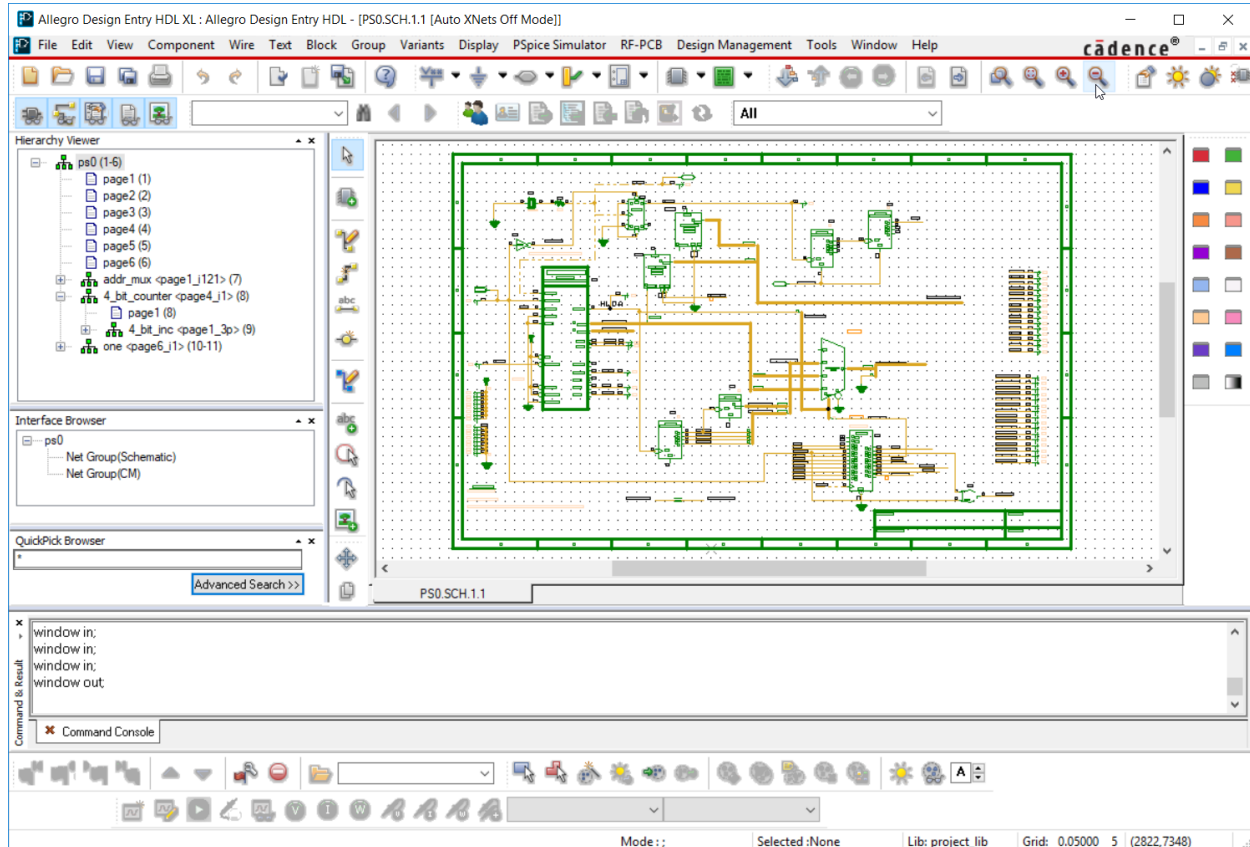 Allegro Design Entry HDL XL : Allegro Design Entry HDL - [PS0.SCH.1.1 [Auto XNets Off Mode]]
File Edit View Component Wire Text Block Group Variants Display PSpice Simulator RF-PCB Design Management Tools Window Help
cādence®
All
Hierarchy Viewer
ps0 (1-6)
page1 (1)
page2 (2)
page3 (3)
page4 (4)
page5 (5)
page6 (6)
addr_mux <page1_i121> (7)
4_bit_counter <page4_i1> (8)
page1 (8)
4_bit_inc <page1_3p> (9)
one <page6_i1> (10-11)
Interface Browser
ps0
Net Group(Schematic)
Net Group(CM)
QuickPick Browser
*
Advanced Search >>
abc
abc
HLDA
PS0.SCH.1.1
Command & Result
window in;
window in;
window in;
window out;
Command Console
A
V I W
Mode : ; Selected :None Lib: project_lib Grid: 0.05000 5 (2822,7348)